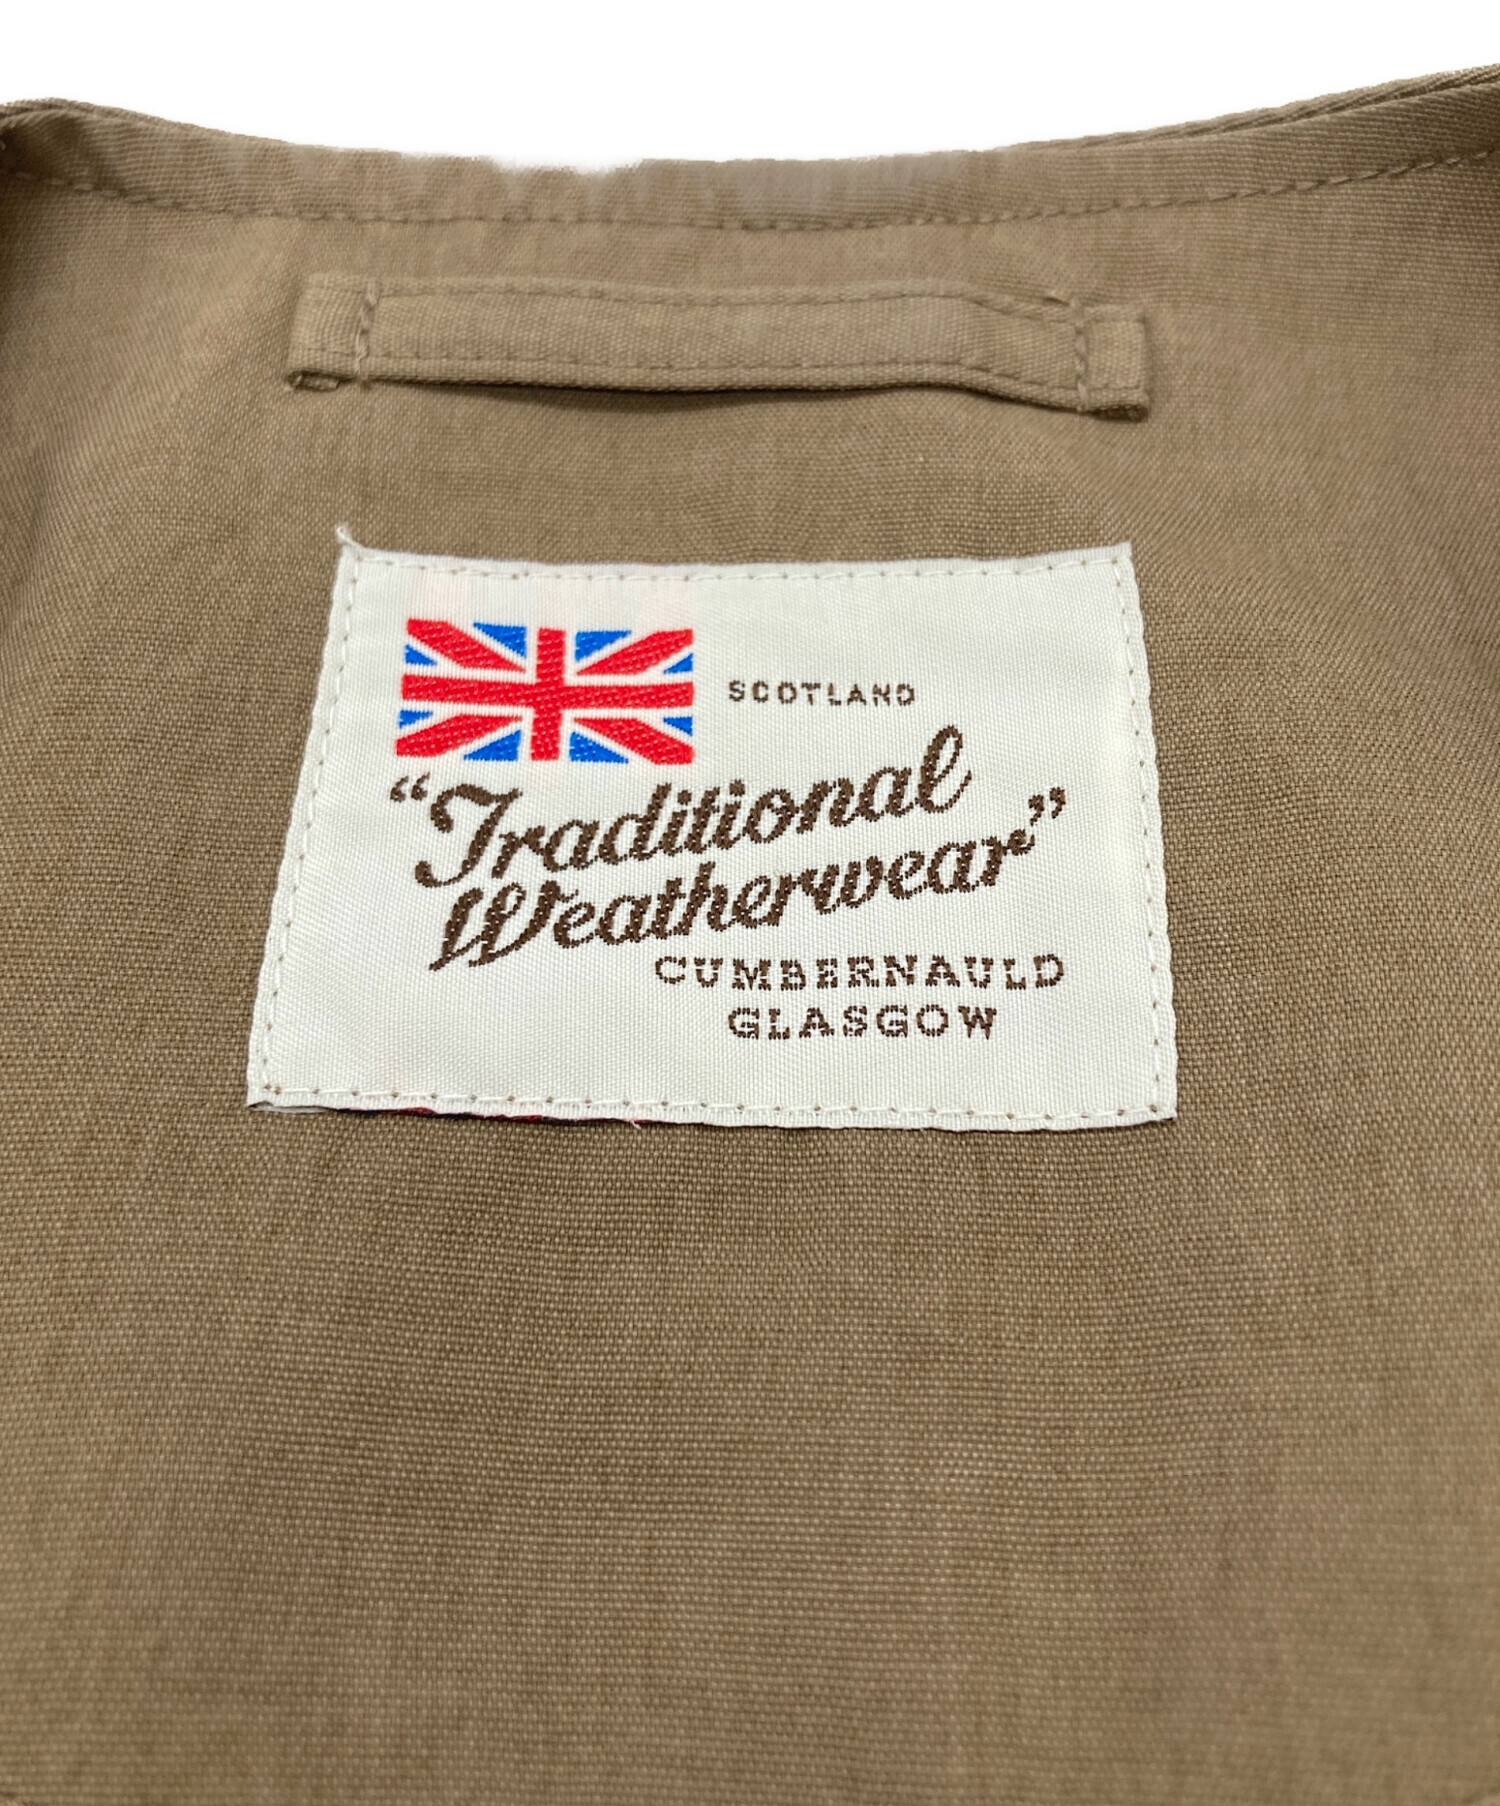 SCOTLAND
“Traditional
Weatherwear”
CUMBERNAULD
GLASGOW